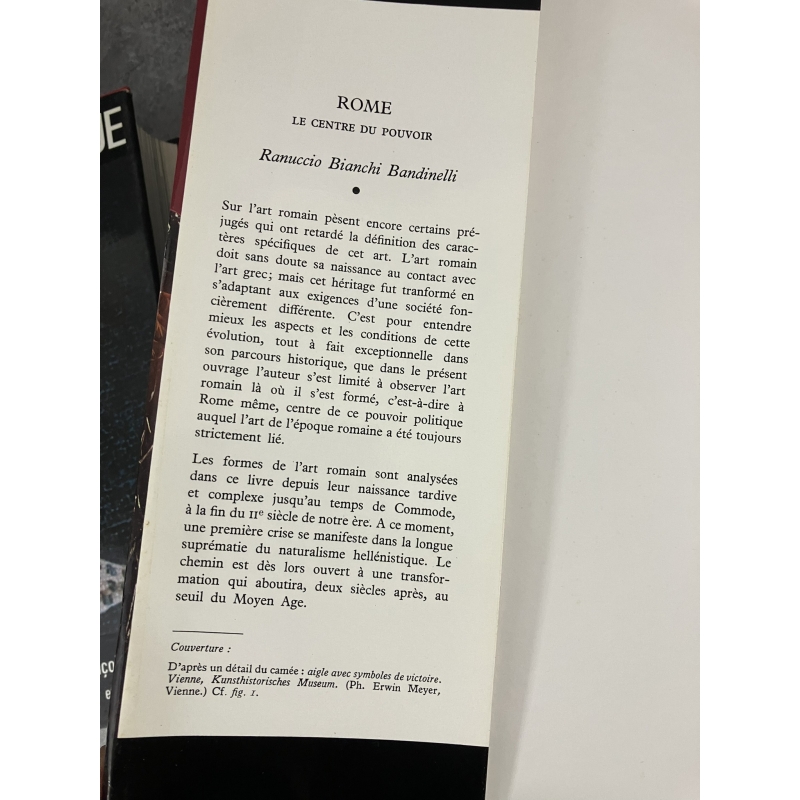 UE
ROME
LE CENTRE DU POUVOIR
Ranuccio Bianchi Bandinelli
Sur l'art romain pèsent encore certains pré-
jugés qui ont retardé la définition des carac-
tères spécifiques de cet art. L'art romain
doit sans doute sa naissance au contact avec
l'art grec; mais cet héritage fut tranformé en
s'adaptant aux exigences d'une société fon-
cièrement différente. C'est pour entendre
mieux les aspects et les conditions de cette
évolution, tout à fait exceptionnelle dans
son parcours historique, que dans le présent
ouvrage l'auteur s'est limité à observer l'art
romain là où il s'est formé, c'est-à-dire à
Rome même, centre de ce pouvoir politique
auquel l'art de l'époque romaine a été toujours
strictement lié.
Les formes de l'art romain sont analysées
dans ce livre depuis leur naissance tardive
et complexe jusqu'au temps de Commode,
à la fin du IIe siècle de notre ère. A ce moment,
une première crise se manifeste dans la longue
suprématie du naturalisme hellénistique. Le
chemin est dès lors ouvert à une transfor-
mation qui aboutira, deux siècles après, au
seuil du Moyen Age.
Couverture :
D'après un détail du camée : aigle avec symboles de victoire.
Vienne, Kunsthistorisches Museum. (Ph. Erwin Meyer,
Vienne.) Cf. fig. 1.